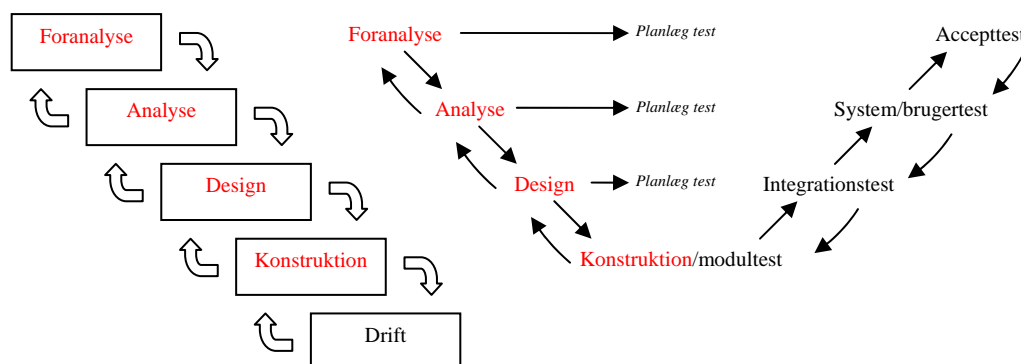 Foranalyse
Analyse
Design
Konstruktion
Drift
Foranalyse
Planlæg test
Accepttest
Analyse
Planlæg test
System/brugertest
Design
Planlæg test
Integrationstest
Konstruktion/modultest